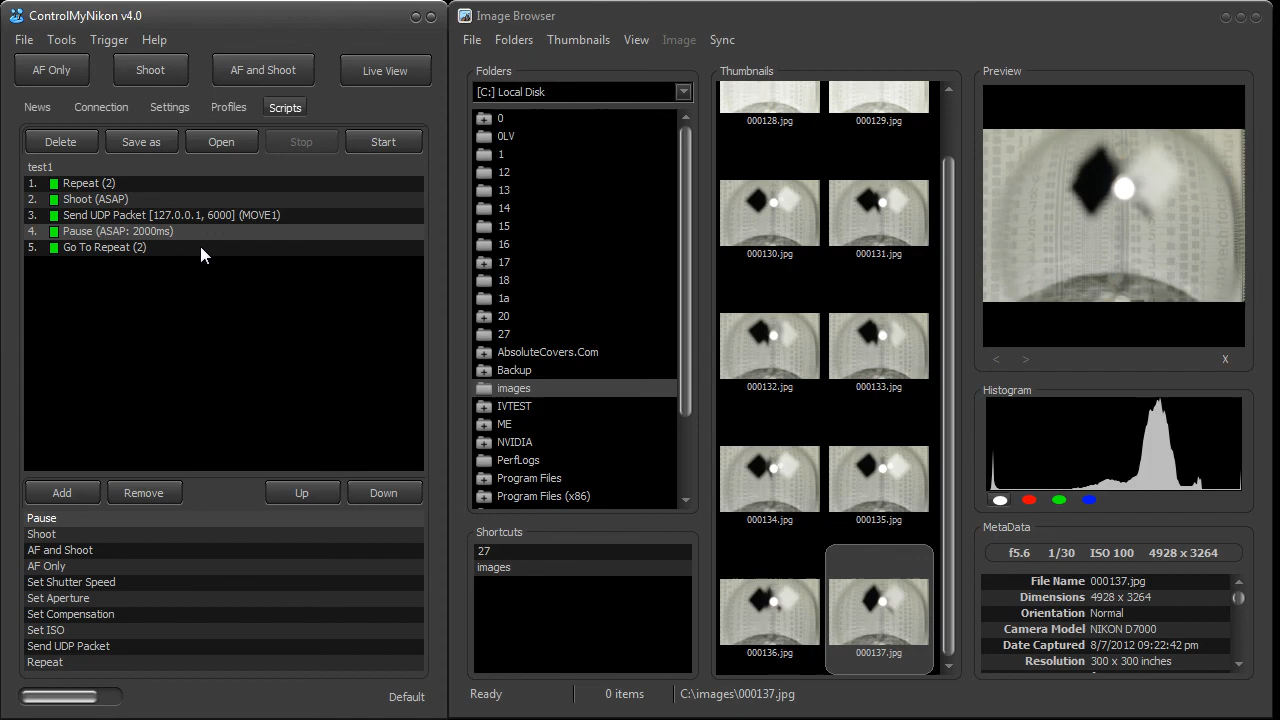 ControlMyNikon v4.0
File Tools Trigger Help
AF Only Shoot AF and Shoot Live View
News Connection Settings Profiles Scripts
Delete Save as Open Stop Start
test1
1. Repeat (2)
2. Shoot (ASAP)
3. Send UDP Packet [127.0.0.1, 6000] (MOVE1)
4. Pause (ASAP: 2000ms)
5. Go To Repeat (2)
Add Remove Up Down
Pause
Shoot
AF and Shoot
AF Only
Set Shutter Speed
Set Aperture
Set Compensation
Set ISO
Send UDP Packet
Repeat
Default
Image Browser
File Folders Thumbnails View Image Sync
Folders
[C:] Local Disk
0
0LV
1
12
13
14
15
16
17
18
1a
20
27
AbsoluteCovers.Com
Backup
images
IVTEST
ME
NVIDIA
PerfLogs
Program Files
Program Files (x86)
Shortcuts
27
images
Thumbnails
000128.jpg 000129.jpg
000130.jpg 000131.jpg
000132.jpg 000133.jpg
000134.jpg 000135.jpg
000136.jpg 000137.jpg
Preview
< > X
Histogram
MetaData
f5.6 1/30 ISO 100 4928 x 3264
File Name 000137.jpg
Dimensions 4928 x 3264
Orientation Normal
Camera Model NIKON D7000
Date Captured 8/7/2012 09:22:42 pm
Resolution 300 x 300 inches
Ready 0 items C:\images\000137.jpg